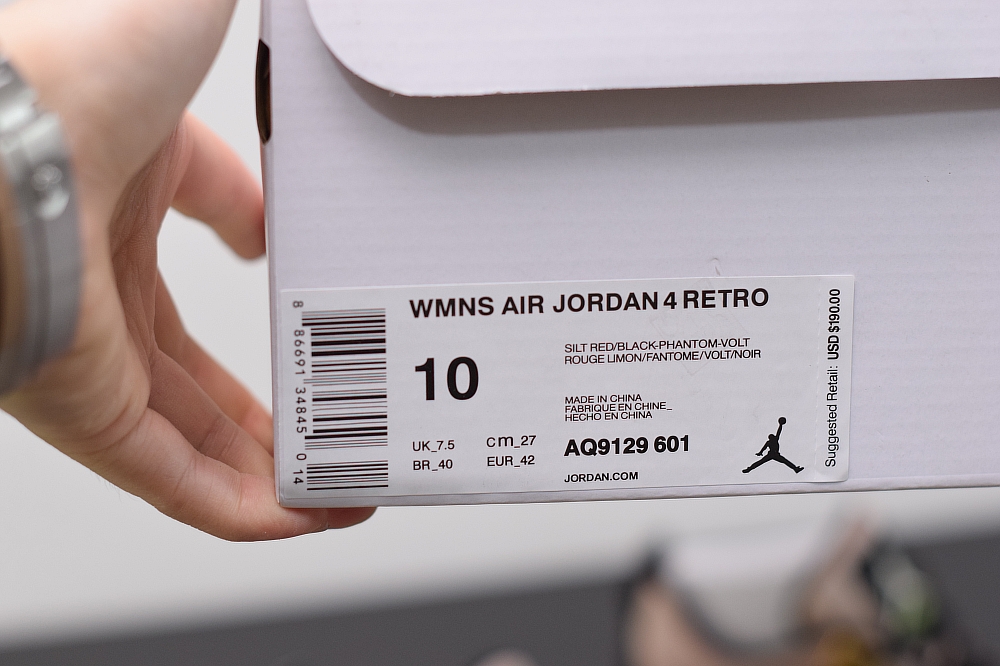 WMNS AIR JORDAN 4 RETRO
10
SILT RED/BLACK-PHANTOM-VOLT
ROUGE LIMON/FANTOME/VOLT/NOIR
MADE IN CHINA
FABRIQUE EN CHINE_
HECHO EN CHINA
UK_7.5 cm_27
BR_40 EUR_42
AQ9129 601
JORDAN.COM
8 86691 34845 0 14
Suggested Retail: USD $190.00